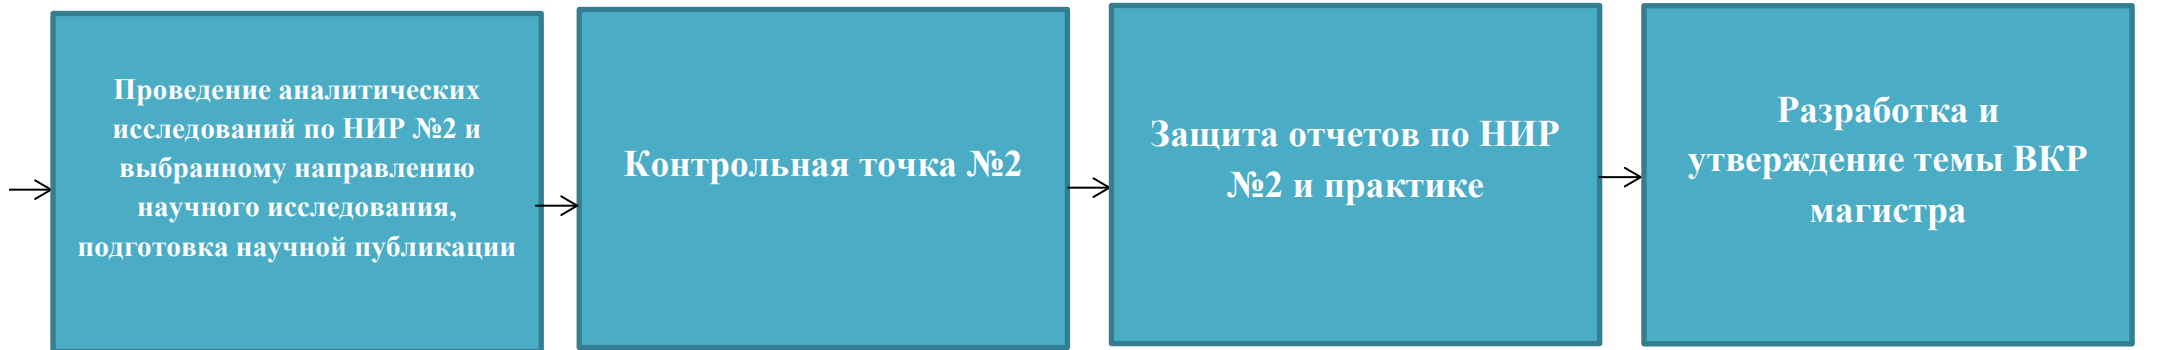 Проведение аналитических
исследований по НИР №2 и
выбранному направлению
научного исследования,
подготовка научной публикации
Контрольная точка №2
Защита отчетов по НИР
№2 и практике
Разработка и
утверждение темы ВКР
магистра